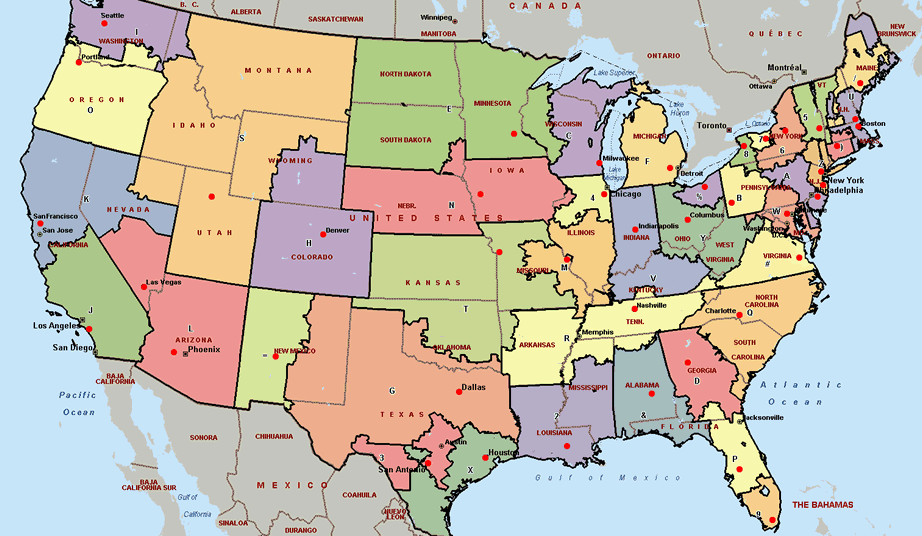 B. C.
ALBERTA
SASKATCHEWAN
Winnipeg
MANITOBA
CANADA
ONTARIO
QUÉBEC
NEW
BRUNSWICK
Seattle
I
WASHINGTON
Portland
OREGON
O
MONTANA
IDAHO
S
WYOMING
NORTH DAKOTA
E
SOUTH DAKOTA
MINNESOTA
Lake Superior
WISCONSIN
C
Milwaukee
Lake
Michigan
MICHIGAN
F
Lake
Huron
Detroit
Toronto
Ottawa
Montréal
MAINE
VT
N.H.
U
5
Boston
MASS.
NEW YORK
7
6
8
PENNSYLVANIA
A
B
New York
Philadelphia
N.J.
W
Washington
D.C.
K
NEVADA
San Francisco
San Jose
CALIFORNIA
J
Los Angeles
San Diego
Las Vegas
UTAH
H
Denver
COLORADO
NEBR.
N
UNITED STATES
IOWA
4
Chicago
ILLINOIS
Indianapolis
INDIANA
Columbus
OHIO
Y
%
WEST
VIRGINIA
VIRGINIA
#
KANSAS
MISSOURI
M
V
KENTUCKY
L
ARIZONA
Phoenix
=
NEW MEXICO
T
OKLAHOMA
ARKANSAS
R
Memphis
Nashville
TENN.
Charlotte
NORTH
CAROLINA
Q
SOUTH
CAROLINA
G
Dallas
TEXAS
MISSISSIPPI
?
LOUISIANA
ALABAMA
&
GEORGIA
D
Jacksonville
FLORIDA
P
9
Austin
3
San Antonio
X
Houston
Pacific
Ocean
Atlantic
Ocean
Gulf of Mexico
THE BAHAMAS
BAJA
CALIFORNIA
SONORA
CHIHUAHUA
BAJA
CALIFORNIA SUR
Gulf of
California
MEXICO
COAHUILA
NUEVO
LEON
SINALOA
DURANGO